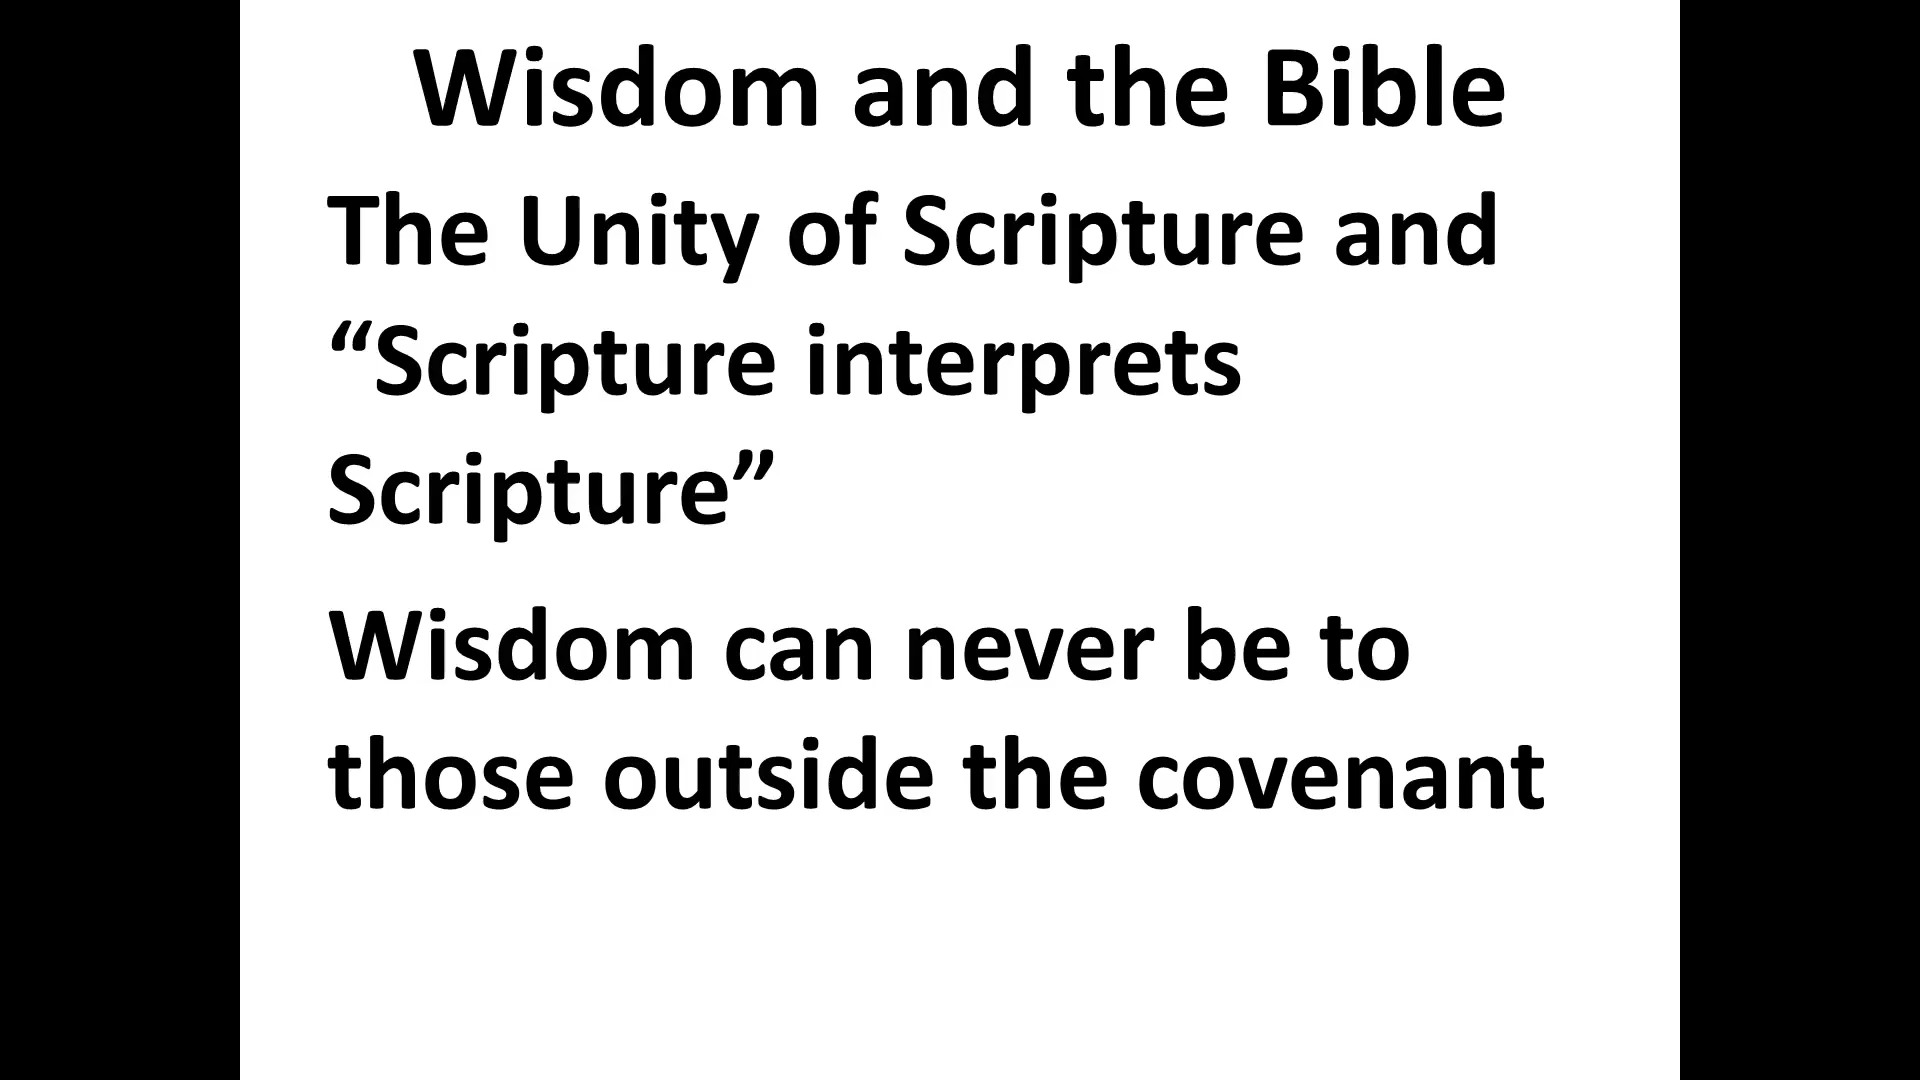 Wisdom and the Bible
The Unity of Scripture and
“Scripture interprets
Scripture”
Wisdom can never be to
those outside the covenant